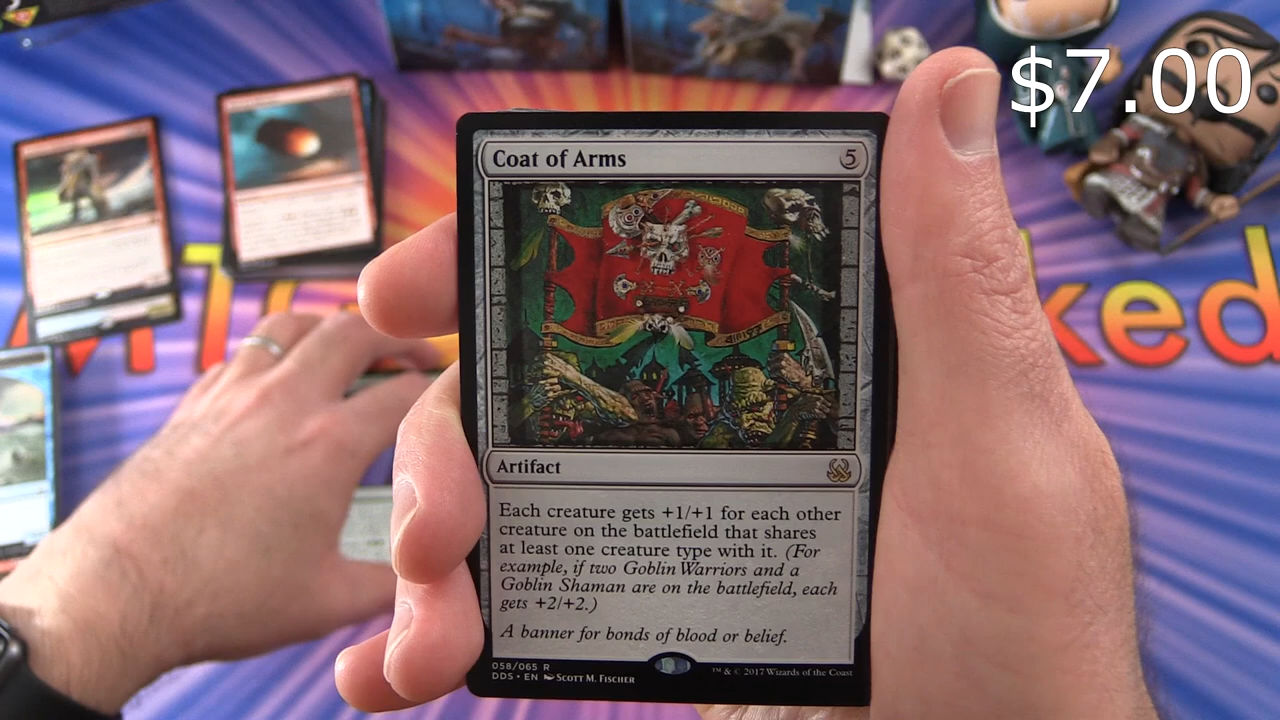 $7.00
Coat of Arms 5
Artifact
Each creature gets +1/+1 for each other
creature on the battlefield that shares
at least one creature type with it. (For
example, if two Goblin Warriors and a
Goblin Shaman are on the battlefield, each
gets +2/+2.)
A banner for bonds of blood or belief.
058/065 R
DDS • EN Scott M. Fischer
™ & © 2017 Wizards of the Coast
ked